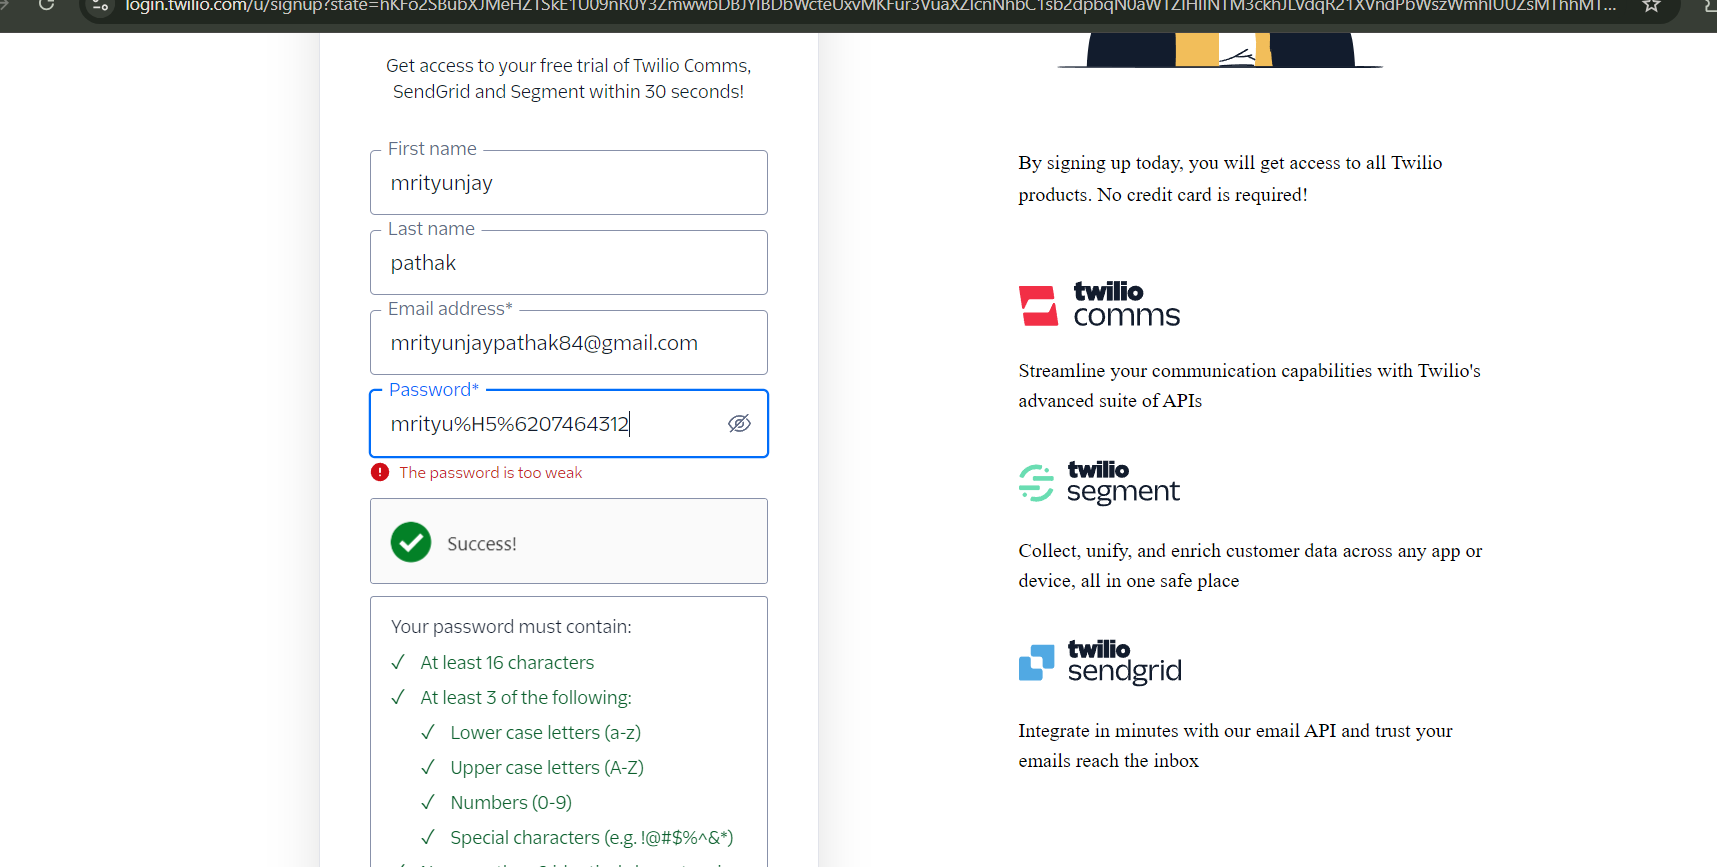 Get access to your free trial of Twilio Comms,
SendGrid and Segment within 30 seconds!
First name
mrityunjay
Last name
pathak
Email address*
mrityunjaypathak84@gmail.com
Password*
mrityu%H5%6207464312
The password is too weak
Success!
Your password must contain:
✓ At least 16 characters
✓ At least 3 of the following:
✓ Lower case letters (a-z)
✓ Upper case letters (A-Z)
✓ Numbers (0-9)
✓ Special characters (e.g. !@#$%^&*)
By signing up today, you will get access to all Twilio
products. No credit card is required!
twilio
comms
Streamline your communication capabilities with Twilio's
advanced suite of APIs
twilio
segment
Collect, unify, and enrich customer data across any app or
device, all in one safe place
twilio
sendgrid
Integrate in minutes with our email API and trust your
emails reach the inbox